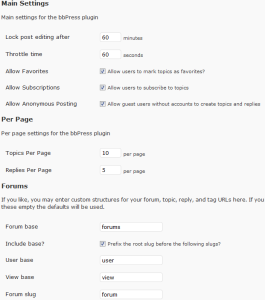 Main Settings
Main settings for the bbPress plugin
Lock post editing after 60 minutes
Throttle time 60 seconds
Allow Favorites Allow users to mark topics as favorites?
Allow Subscriptions Allow users to subscribe to topics
Allow Anonymous Posting Allow guest users without accounts to create topics and replies
Per Page
Per page settings for the bbPress plugin
Topics Per Page 10 per page
Replies Per Page 5 per page
Forums
If you like, you may enter custom structures for your forum, topic, reply, and tag URLs here. If you
these empty the defaults will be used.
Forum base forums
Include base? Prefix the root slug before the following slugs?
User base user
View base view
Forum slug forum